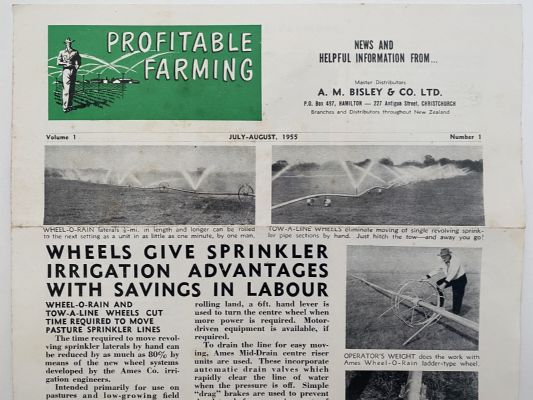 PROFITABLE
FARMING
NEWS AND
HELPFUL INFORMATION FROM...
Master Distributors
A. M. BISLEY & CO. LTD.
P.O. Box 497, HAMILTON — 227 Antigua Street, CHRISTCHURCH
Branches and Distributors throughout New Zealand
Volume 1
JULY-AUGUST, 1955
Number 1
WHEEL-O-RAIN laterals ¼-mi. in length and longer can be rolled
to the next setting as a unit in as little as one minute, by one man.
TOW-A-LINE WHEELS eliminate moving of single revolving sprink-
ler pipe sections by hand. Just hitch the tow—and away you go!
WHEELS GIVE SPRINKLER
IRRIGATION ADVANTAGES
WITH SAVINGS IN LABOUR
WHEEL-O-RAIN AND
TOW-A-LINE WHEELS CUT
TIME REQUIRED TO MOVE
PASTURE SPRINKLER LINES
The time required to move revol-
ving sprinkler laterals by hand can
be reduced by as much as 80% by
means of the new wheel systems
developed by the Ames Co. irri-
gation engineers.
Intended primarily for use on
pastures and low-growing field
rolling land, a 6ft. hand lever is
used to turn the centre wheel when
more power is required. Motor-
driven equipment is available, if
required.
To drain the line for easy mov-
ing, Ames Mid-Drain centre riser
units are used. These incorporate
automatic drain valves which
rapidly clear the line of water
when the pressure is off. Simple
"drag" brakes are used to prevent
OPERATOR'S WEIGHT does the work with
Ames Wheel-O-Rain ladder-type wheel.